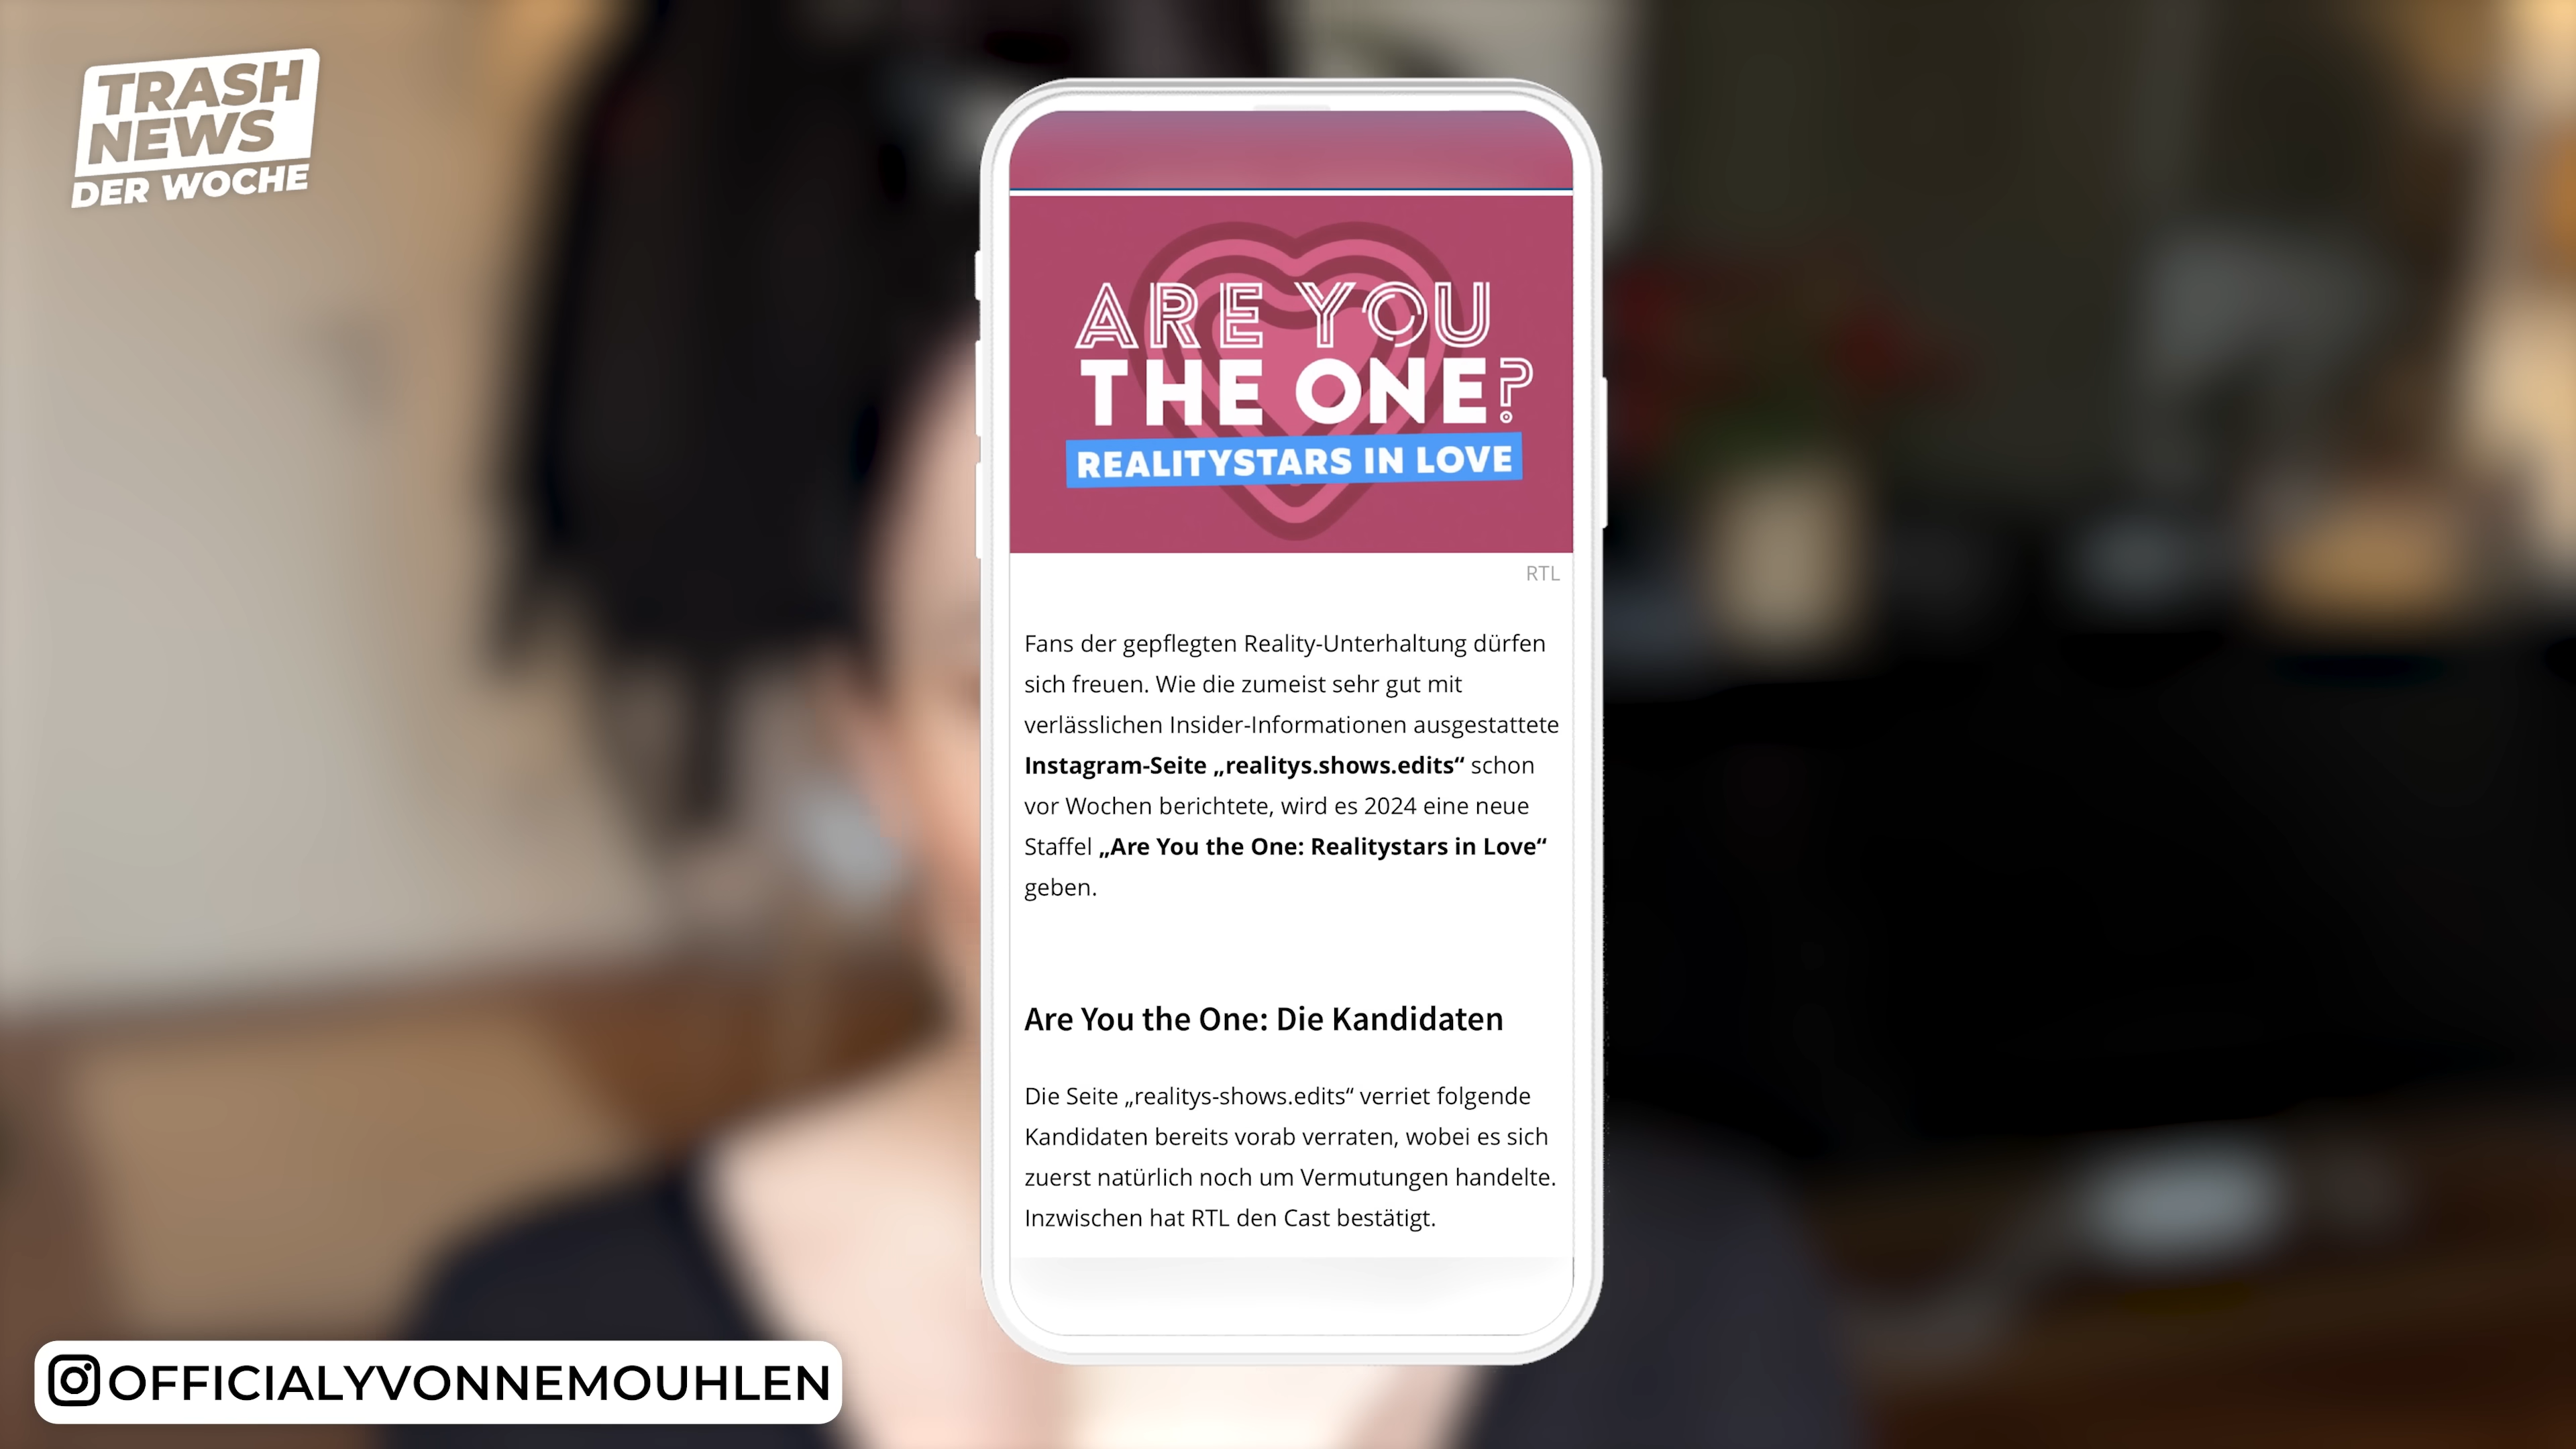 TRASH
NEWS
DER WOCHE
ARE YOU
THE ONE?
REALITYSTARS IN LOVE
RTL
Fans der gepflegten Reality-Unterhaltung dürfen
sich freuen. Wie die zumeist sehr gut mit
verlässlichen Insider-Informationen ausgestattete
Instagram-Seite „realitys.shows.edits“ schon
vor Wochen berichtete, wird es 2024 eine neue
Staffel „Are You the One: Realitystars in Love“
geben.
Are You the One: Die Kandidaten
Die Seite „realitys-shows.edits“ verriet folgende
Kandidaten bereits vorab verraten, wobei es sich
zuerst natürlich noch um Vermutungen handelte.
Inzwischen hat RTL den Cast bestätigt.
OFFICIALYVONNEMOUHLEN